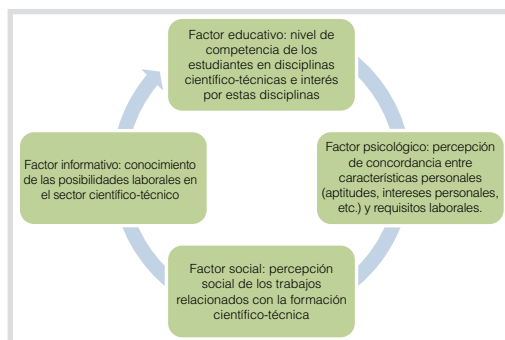 Factor educativo: nivel de
competencia de los
estudiantes en disciplinas
científico-técnicas e interés
por estas disciplinas
Factor informativo: conocimiento
de las posibilidades laborales en
el sector científico-técnico
Factor psicológico: percepción
de concordancia entre
características personales
(aptitudes, intereses personales,
etc.) y requisitos laborales.
Factor social: percepción
social de los trabajos
relacionados con la formación
científico-técnica